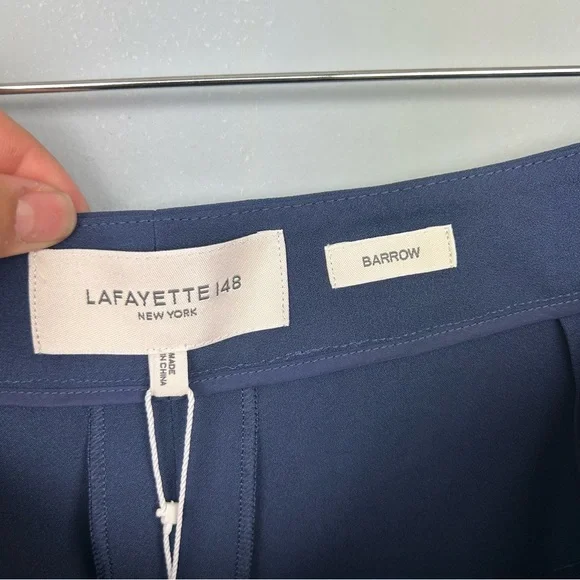 LAFAYETTE 148
NEW YORK
BARROW
MADE
IN CHINA